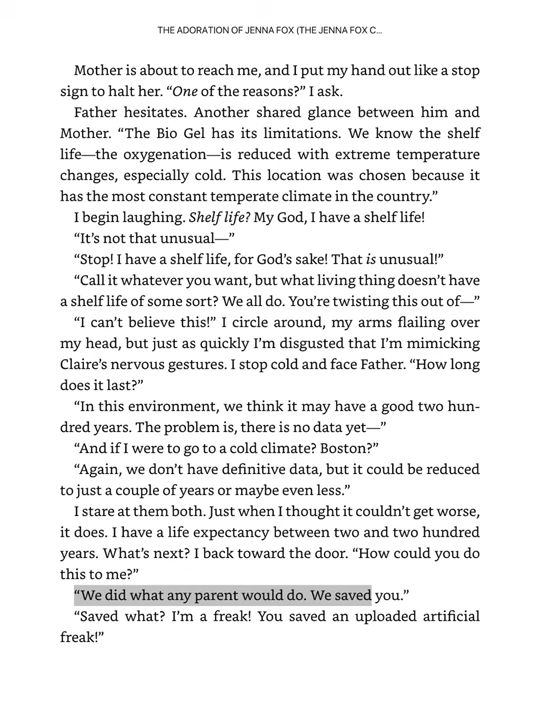 THE ADORATION OF JENNA FOX (THE JENNA FOX C...
Mother is about to reach me, and I put my hand out like a stop
sign to halt her. “One of the reasons?” I ask.
Father hesitates. Another shared glance between him and
Mother. “The Bio Gel has its limitations. We know the shelf
life—the oxygenation—is reduced with extreme temperature
changes, especially cold. This location was chosen because it
has the most constant temperate climate in the country.”
I begin laughing. Shelf life? My God, I have a shelf life!
“It’s not that unusual—”
“Stop! I have a shelf life, for God’s sake! That is unusual!”
“Call it whatever you want, but what living thing doesn’t have
a shelf life of some sort? We all do. You’re twisting this out of—”
“I can’t believe this!” I circle around, my arms flailing over
my head, but just as quickly I’m disgusted that I’m mimicking
Claire’s nervous gestures. I stop cold and face Father. “How long
does it last?”
“In this environment, we think it may have a good two hun-
dred years. The problem is, there is no data yet—”
“And if I were to go to a cold climate? Boston?”
“Again, we don’t have definitive data, but it could be reduced
to just a couple of years or maybe even less.”
I stare at them both. Just when I thought it couldn’t get worse,
it does. I have a life expectancy between two and two hundred
years. What’s next? I back toward the door. “How could you do
this to me?”
“We did what any parent would do. We saved you.”
“Saved what? I’m a freak! You saved an uploaded artificial
freak!”